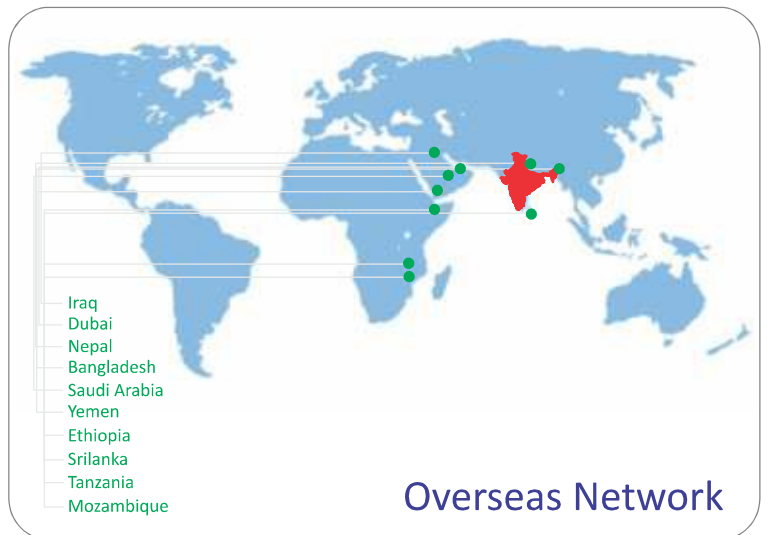 Iraq
Dubai
Nepal
Bangladesh
Saudi Arabia
Yemen
Ethiopia
Srilanka
Tanzania
Mozambique
Overseas Network